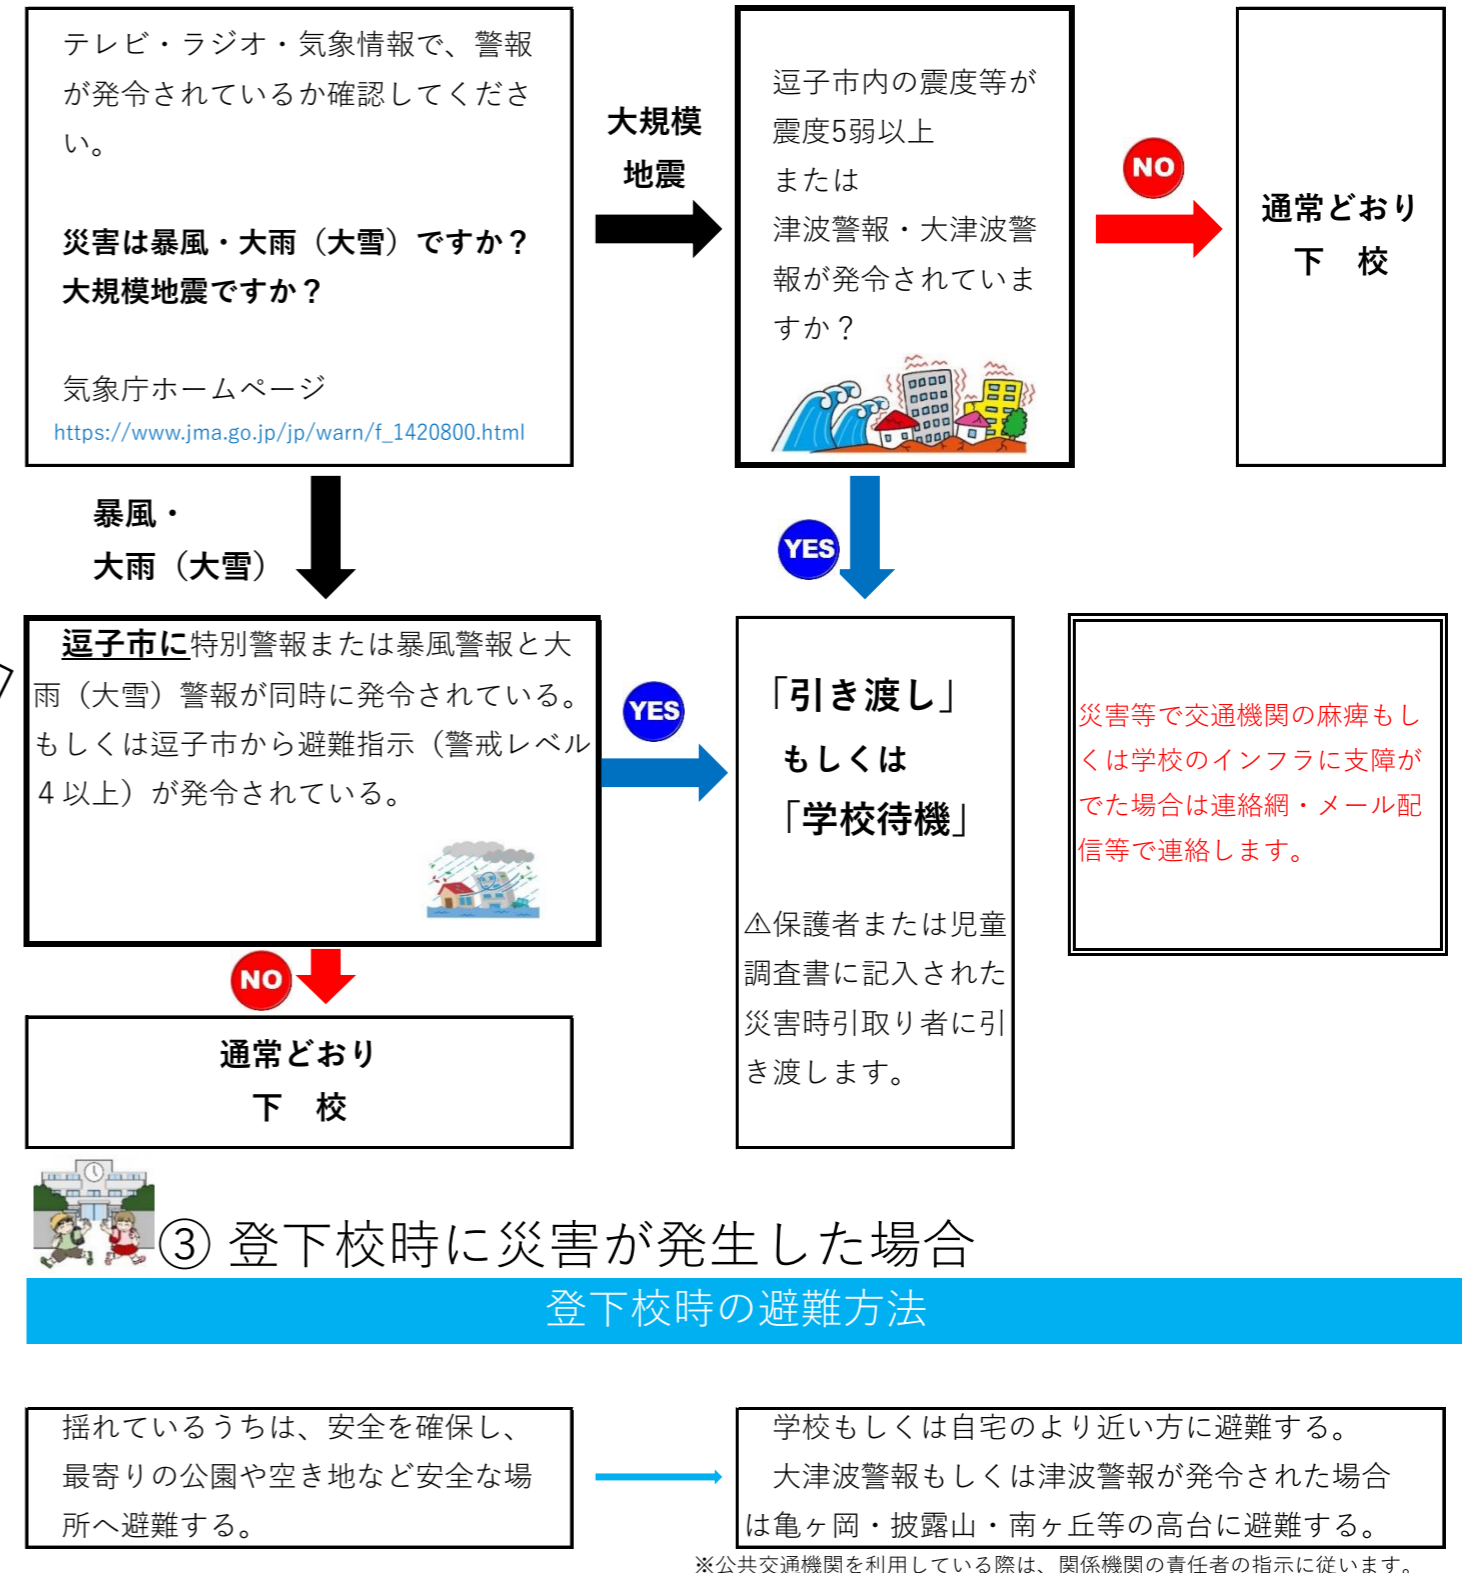 テレビ・ラジオ・気象情報で、警報
が発令されているか確認してくださ
い。
災害は暴風・大雨（大雪）ですか？
大規模地震ですか？
気象庁ホームページ
https://www.jma.go.jp/jp/warn/f_1420800.html
大規模
地震
逗子市内の震度等が
震度5弱以上
または
津波警報・大津波警
報が発令されていま
すか？
NO
通常どおり
下　校
暴風・
大雨（大雪）
YES
逗子市に特別警報または暴風警報と大
雨（大雪）警報が同時に発令されている。
もしくは逗子市から避難指示（警戒レベル
４以上）が発令されている。
YES
「引き渡し」
もしくは
「学校待機」
⚠保護者または児童
調査書に記入された
災害時引取り者に引
き渡します。
災害等で交通機関の麻痺もし
くは学校のインフラに支障が
でた場合は連絡網・メール配
信等で連絡します。
NO
通常どおり
下　校
③ 登下校時に災害が発生した場合
登下校時の避難方法
揺れているうちは、安全を確保し、
最寄りの公園や空き地など安全な場
所へ避難する。
学校もしくは自宅のより近い方に避難する。
大津波警報もしくは津波警報が発令された場合
は亀ヶ岡・披露山・南ヶ丘等の高台に避難する。
※公共交通機関を利用している際は、関係機関の責任者の指示に従います。